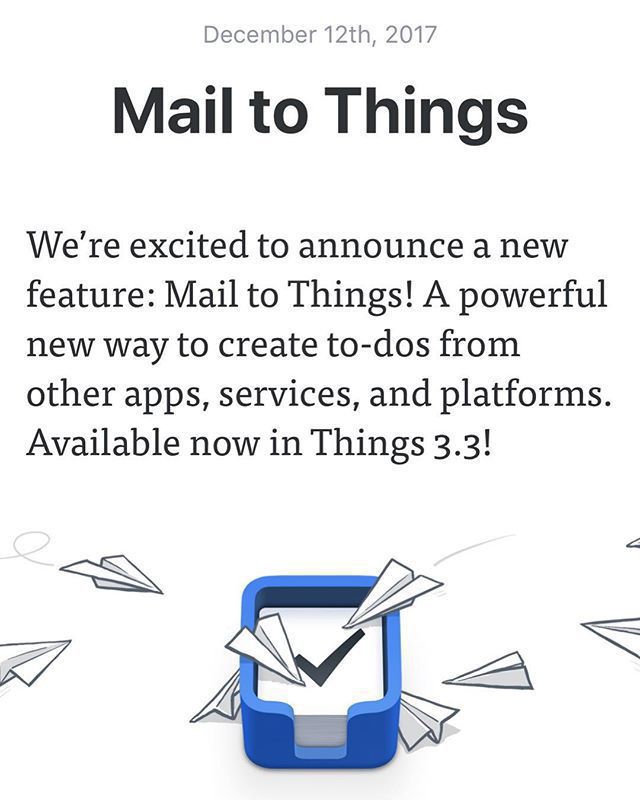 December 12th, 2017
Mail to Things
We’re excited to announce a new
feature: Mail to Things! A powerful
new way to create to-dos from
other apps, services, and platforms.
Available now in Things 3.3!